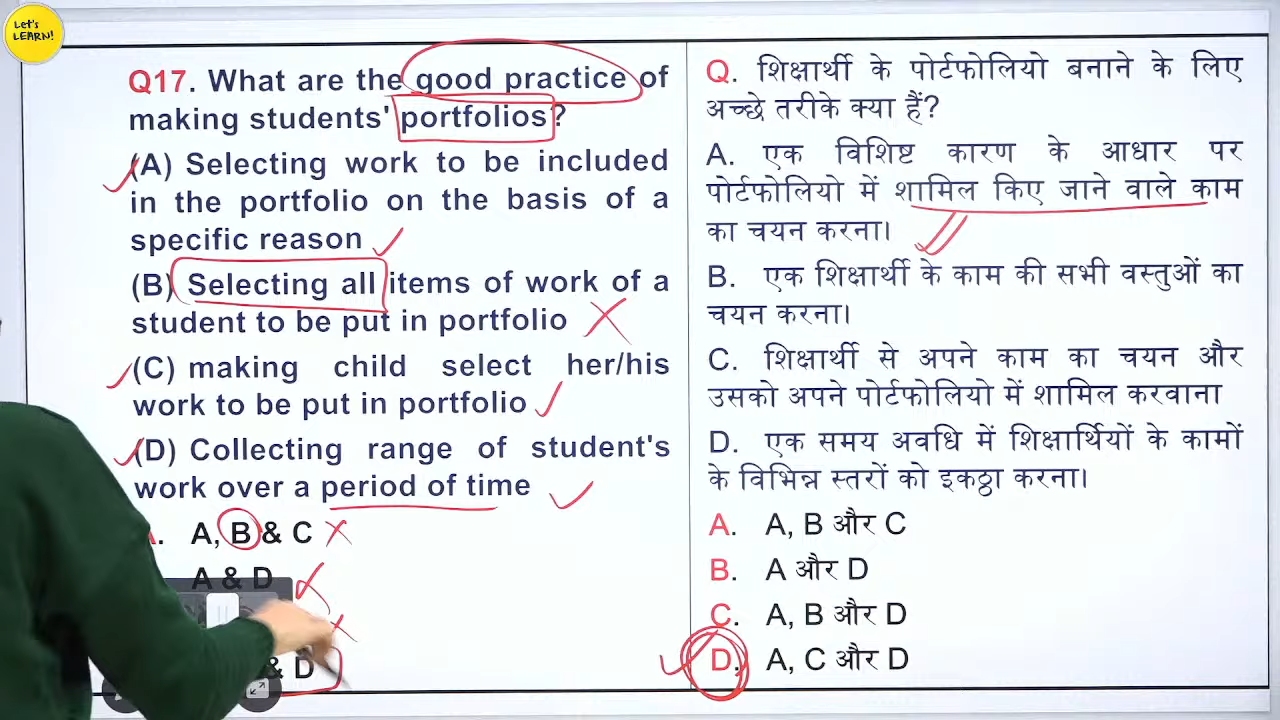 Let's
LEARN!
Q17. What are the good practice of
making students' portfolios?
(A) Selecting work to be included
in the portfolio on the basis of a
specific reason
(B) Selecting all items of work of a
student to be put in portfolio
(C) making child select her/his
work to be put in portfolio
(D) Collecting range of student's
work over a period of time
A, B & C
A & D
& D
Q. शिक्षार्थी के पोर्टफोलियो बनाने के लिए
अच्छे तरीके क्या हैं?
A. एक विशिष्ट कारण के आधार पर
पोर्टफोलियो में शामिल किए जाने वाले काम
का चयन करना।
B. एक शिक्षार्थी के काम की सभी वस्तुओं का
चयन करना।
C. शिक्षार्थी से अपने काम का चयन और
उसको अपने पोर्टफोलियो में शामिल करवाना
D. एक समय अवधि में शिक्षार्थियों के कामों
के विभिन्न स्तरों को इकठ्ठा करना।
A. A, B और C
B. A और D
C. A, B और D
D. A, C और D